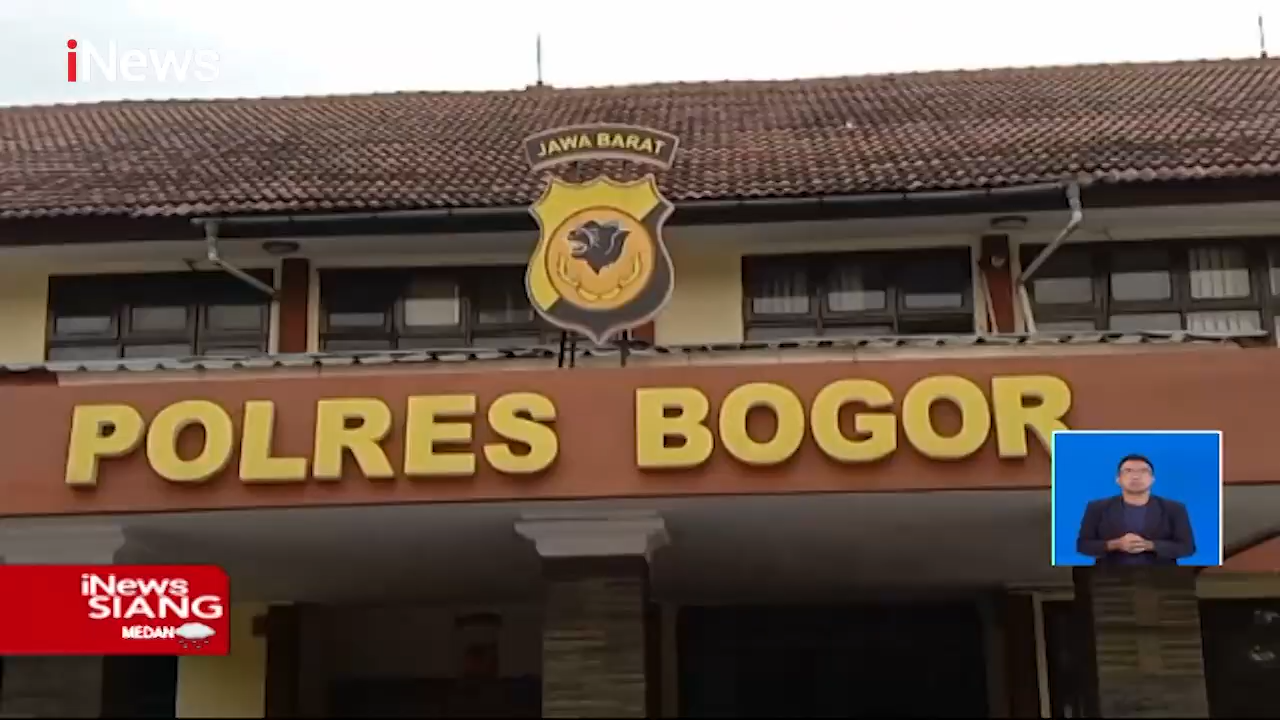 iNews
JAWA BARAT
POLRES BOGOR
iNews
SIANG
MEDAN